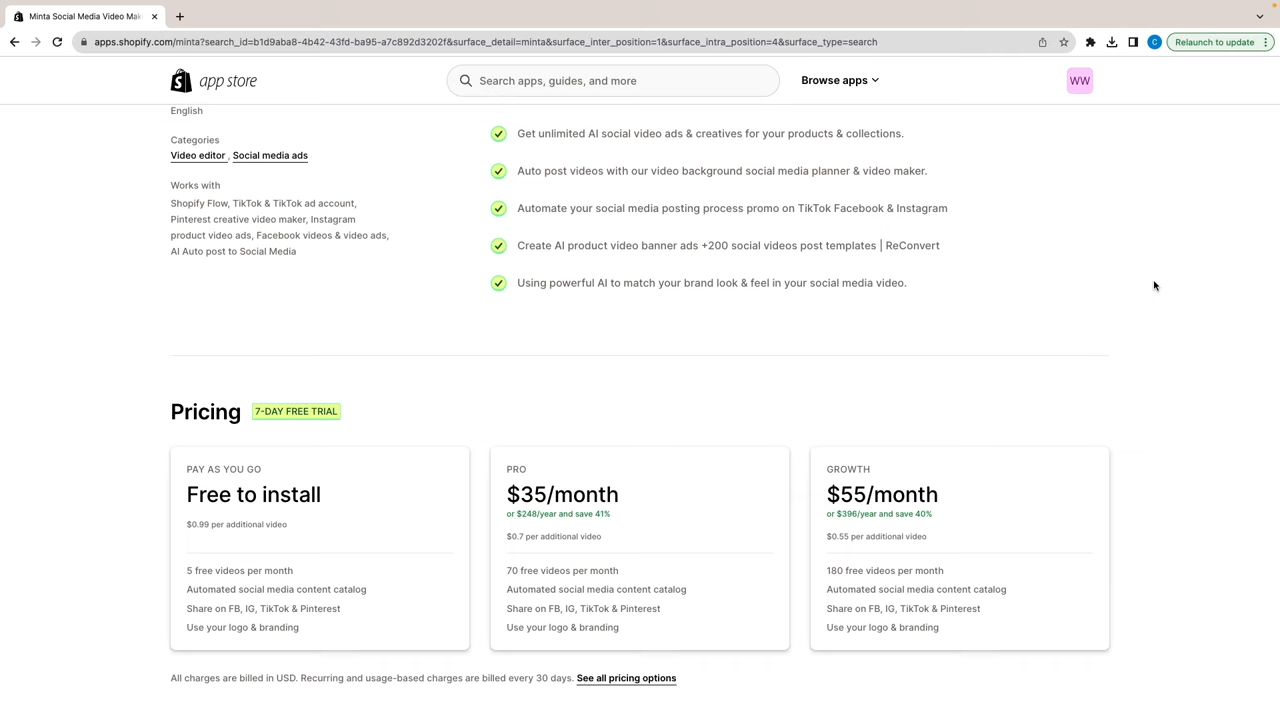 Minta Social Media Video Mak
apps.shopify.com/minta?search_id=b1d9aba8-4b42-43fd-ba95-a7c892d3202f&surface_detail=minta&surface_inter_position=1&surface_intra_position=4&surface_type=search
C
Relaunch to update
app store
Search apps, guides, and more
Browse apps
WW
English
Categories
Video editor , Social media ads
Works with
Shopify Flow, TikTok & TikTok ad account,
Pinterest creative video maker, Instagram
product video ads, Facebook videos & video ads,
AI Auto post to Social Media
Get unlimited AI social video ads & creatives for your products & collections.
Auto post videos with our video background social media planner & video maker.
Automate your social media posting process promo on TikTok Facebook & Instagram
Create AI product video banner ads +200 social videos post templates | ReConvert
Using powerful AI to match your brand look & feel in your social media video.
Pricing
7-DAY FREE TRIAL
PAY AS YOU GO
Free to install
$0.99 per additional video
5 free videos per month
Automated social media content catalog
Share on FB, IG, TikTok & Pinterest
Use your logo & branding
PRO
$35/month
or $248/year and save 41%
$0.7 per additional video
70 free videos per month
Automated social media content catalog
Share on FB, IG, TikTok & Pinterest
Use your logo & branding
GROWTH
$55/month
or $396/year and save 40%
$0.55 per additional video
180 free videos per month
Automated social media content catalog
Share on FB, IG, TikTok & Pinterest
Use your logo & branding
All charges are billed in USD. Recurring and usage-based charges are billed every 30 days. See all pricing options